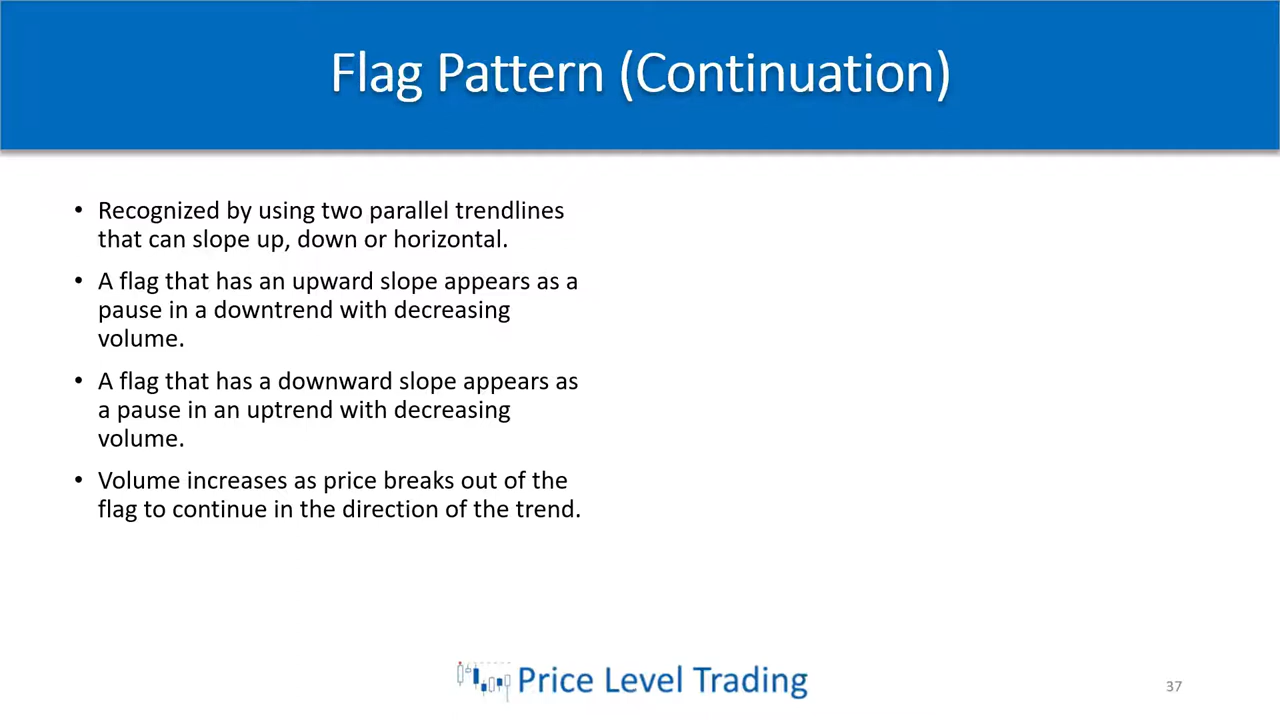 Flag Pattern (Continuation)
• Recognized by using two parallel trendlines
that can slope up, down or horizontal.
• A flag that has an upward slope appears as a
pause in a downtrend with decreasing
volume.
• A flag that has a downward slope appears as
a pause in an uptrend with decreasing
volume.
• Volume increases as price breaks out of the
flag to continue in the direction of the trend.
Price Level Trading
37